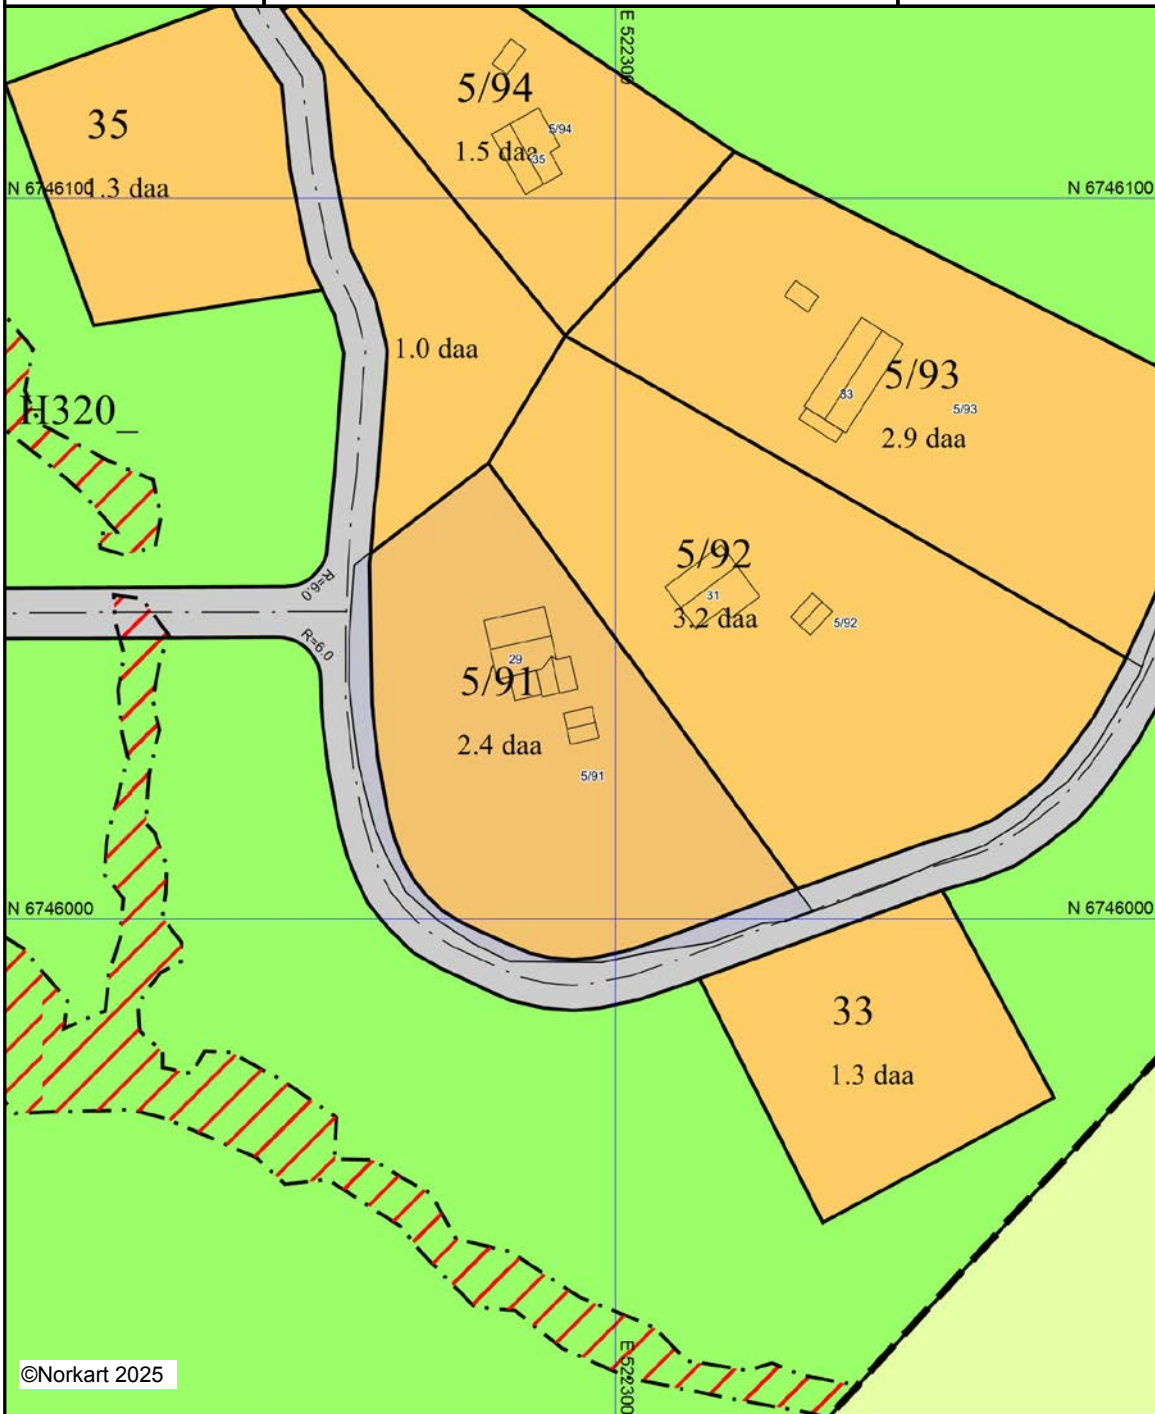 E 522300
5/94
5/94
1.5 daa
35
35
1.3 daa
N 6746100
N 6746100
1.0 daa
5/93
33
5/93
2.9 daa
H320_
5/92
31
3.2 daa
5/92
R=6.0
R=6.0
29
5/91
2.4 daa
5/91
N 6746000
N 6746000
33
1.3 daa
E 522300
©Norkart 2025